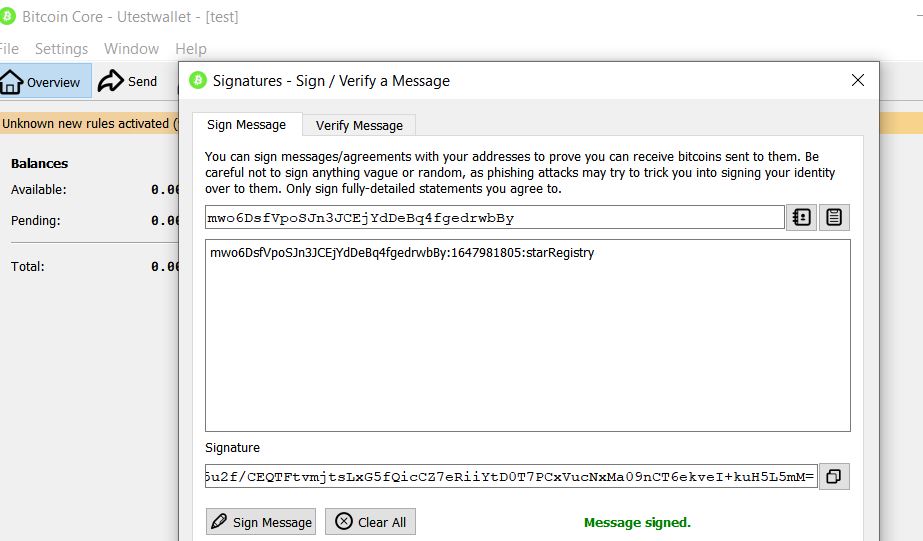 Bitcoin Core - Utestwallet - [test]
File Settings Window Help
Overview Send
Signatures - Sign / Verify a Message
Unknown new rules activated (
Sign Message Verify Message
Balances
Available: 0.00
Pending: 0.00
Total: 0.00
You can sign messages/agreements with your addresses to prove you can receive bitcoins sent to them. Be
careful not to sign anything vague or random, as phishing attacks may try to trick you into signing your identity
over to them. Only sign fully-detailed statements you agree to.
mwo6DsfVpoSJn3JCEjYdDeBq4fgedrwbBy
mwo6DsfVpoSJn3JCEjYdDeBq4fgedrwbBy:1647981805:starRegistry
Signature
5u2f/CEQTFtvmjtsLxG5fQicCZ7eRiiYtD0T7PCxVucNxMa09nCT6ekveI+kuH5L5mM=
Sign Message Clear All Message signed.